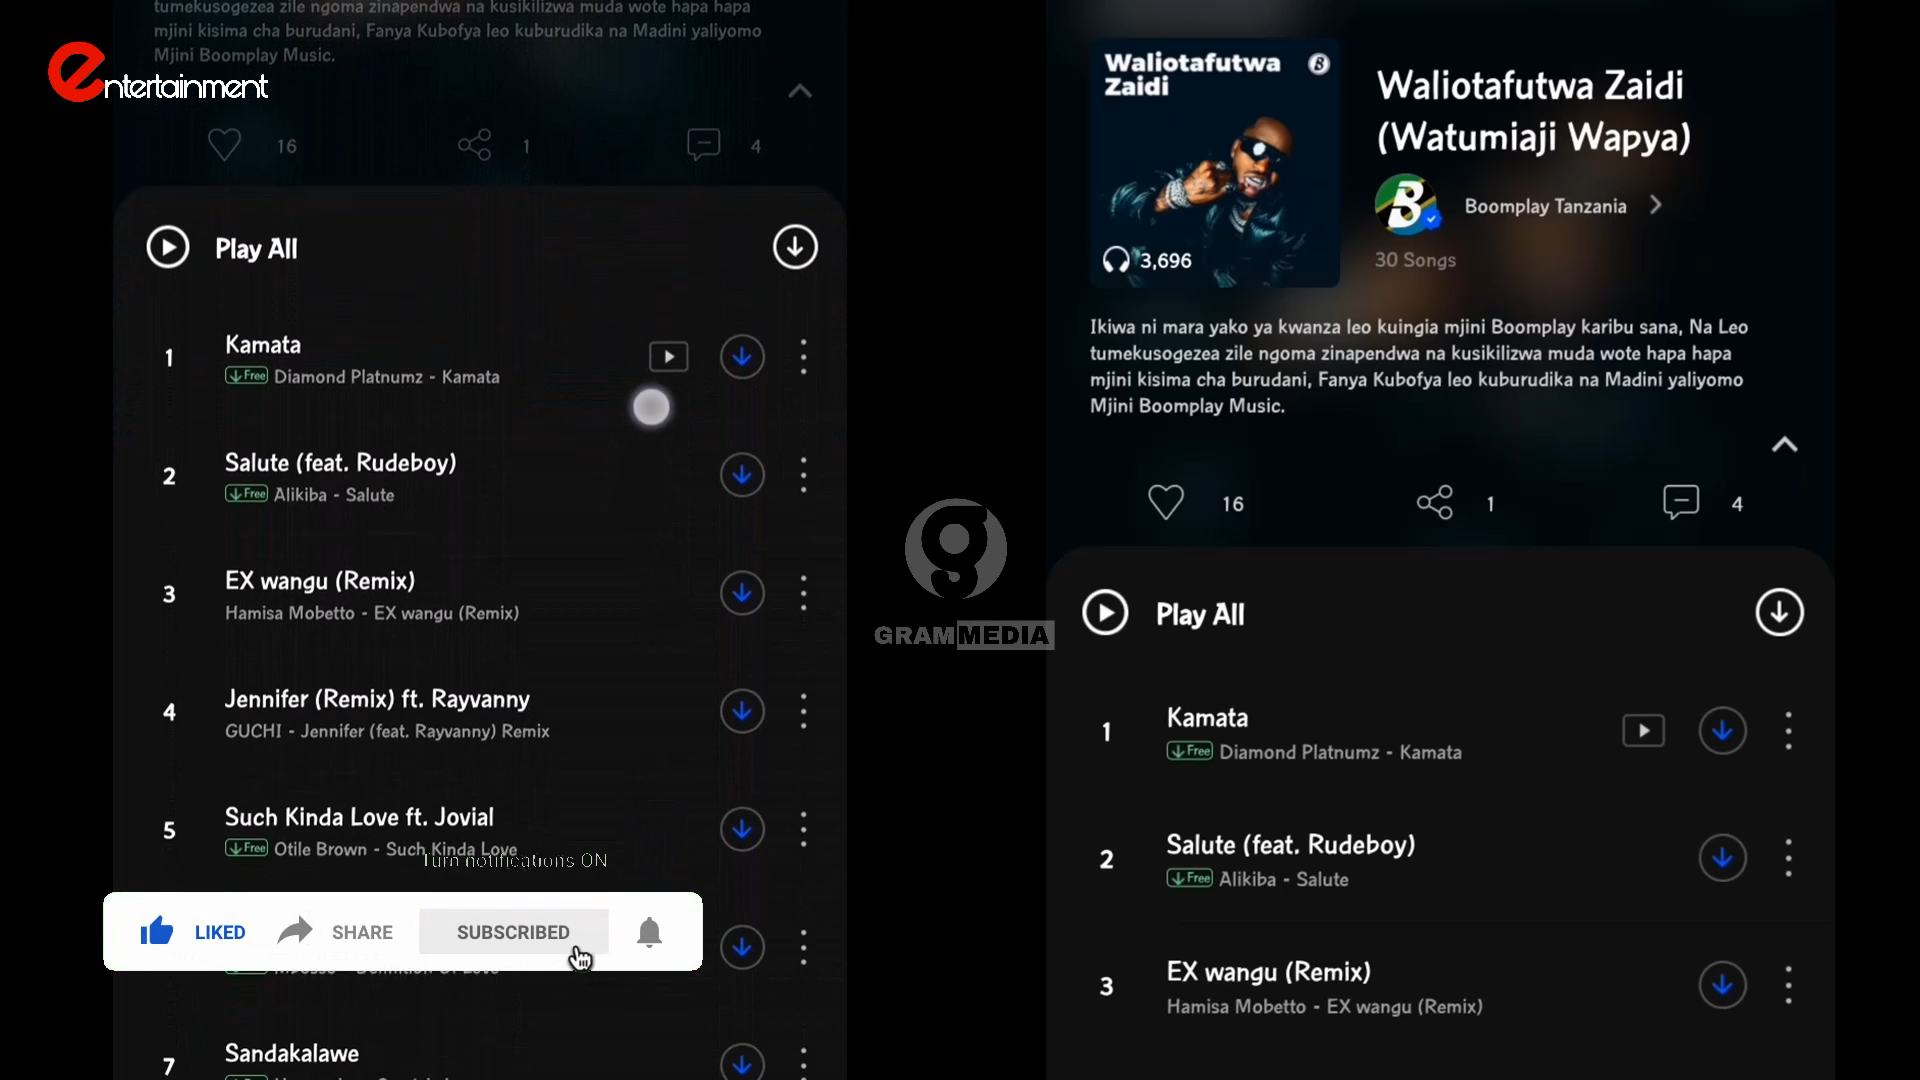 entertainment
tumekusogezea zile ngoma zinapendwa na kusikilizwa muda wote hapa hapa
mjini kisima cha burudani, Fanya Kubofya leo kuburudika na Madini yaliyomo
Mjini Boomplay Music.
16
1
4
Play All
1
Kamata
Free Diamond Platnumz - Kamata
2
Salute (feat. Rudeboy)
Free Alikiba - Salute
3
EX wangu (Remix)
Hamisa Mobetto - EX wangu (Remix)
4
Jennifer (Remix) ft. Rayvanny
GUCHI - Jennifer (feat. Rayvanny) Remix
5
Such Kinda Love ft. Jovial
Free Otile Brown - Such Kinda Love
Turn notifications ON
LIKED
SHARE
SUBSCRIBED
7
Sandakalawe
GRAMMEDIA
Waliotafutwa
Zaidi
B
3,696
Waliotafutwa Zaidi
(Watumiaji Wapya)
B
Boomplay Tanzania
30 Songs
Ikiwa ni mara yako ya kwanza leo kuingia mjini Boomplay karibu sana, Na Leo
tumekusogezea zile ngoma zinapendwa na kusikilizwa muda wote hapa hapa
mjini kisima cha burudani, Fanya Kubofya leo kuburudika na Madini yaliyomo
Mjini Boomplay Music.
16
1
4
Play All
1
Kamata
Free Diamond Platnumz - Kamata
2
Salute (feat. Rudeboy)
Free Alikiba - Salute
3
EX wangu (Remix)
Hamisa Mobetto - EX wangu (Remix)